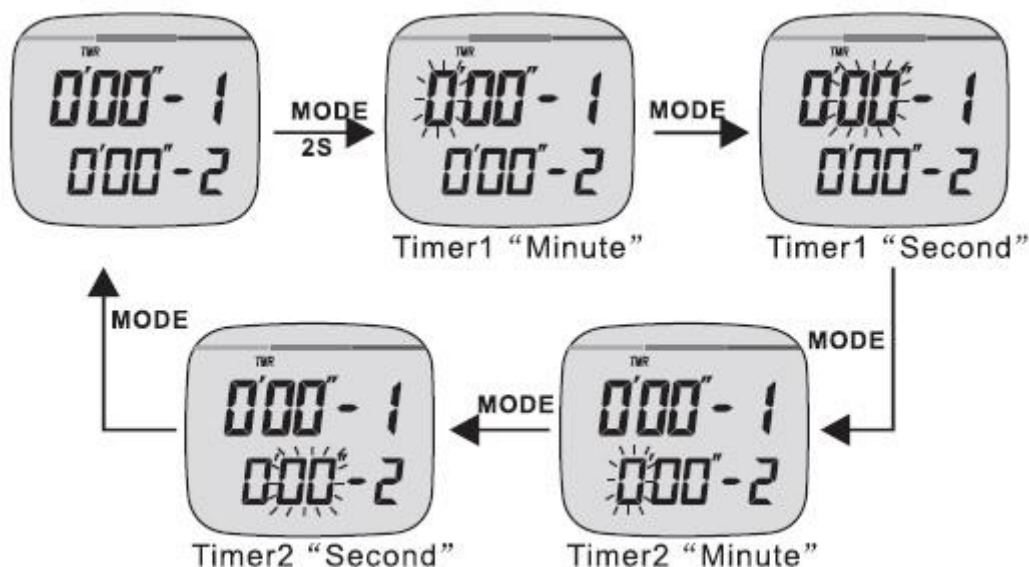 TMR
0'00"-1
0'00"-2
MODE
2S
TMR
0'00"-1
0'00"-2
Timer1 “Minute”
MODE
TMR
0'00"-1
0'00"-2
Timer1 “Second”
MODE
TMR
0'00"-1
0'00"-2
Timer2 “Minute”
MODE
TMR
0'00"-1
0'00"-2
Timer2 “Second”
MODE